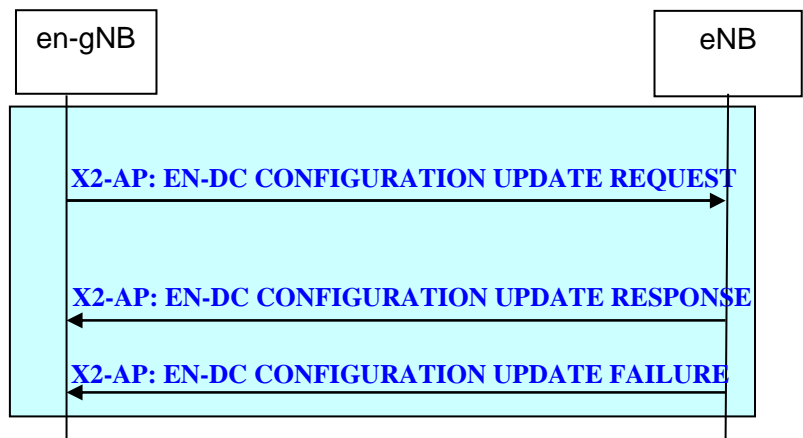 en-gNB
eNB
X2-AP: EN-DC CONFIGURATION UPDATE REQUEST
X2-AP: EN-DC CONFIGURATION UPDATE RESPONSE
X2-AP: EN-DC CONFIGURATION UPDATE FAILURE